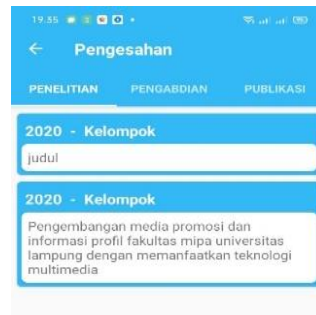 19.55
Pengesahan
PENELITIAN PENGABDIAN PUBLIKASI
2020 - Kelompok
judul
2020 - Kelompok
Pengembangan media promosi dan
informasi profil fakultas mipa universitas
lampung dengan memanfaatkan teknologi
multimedia